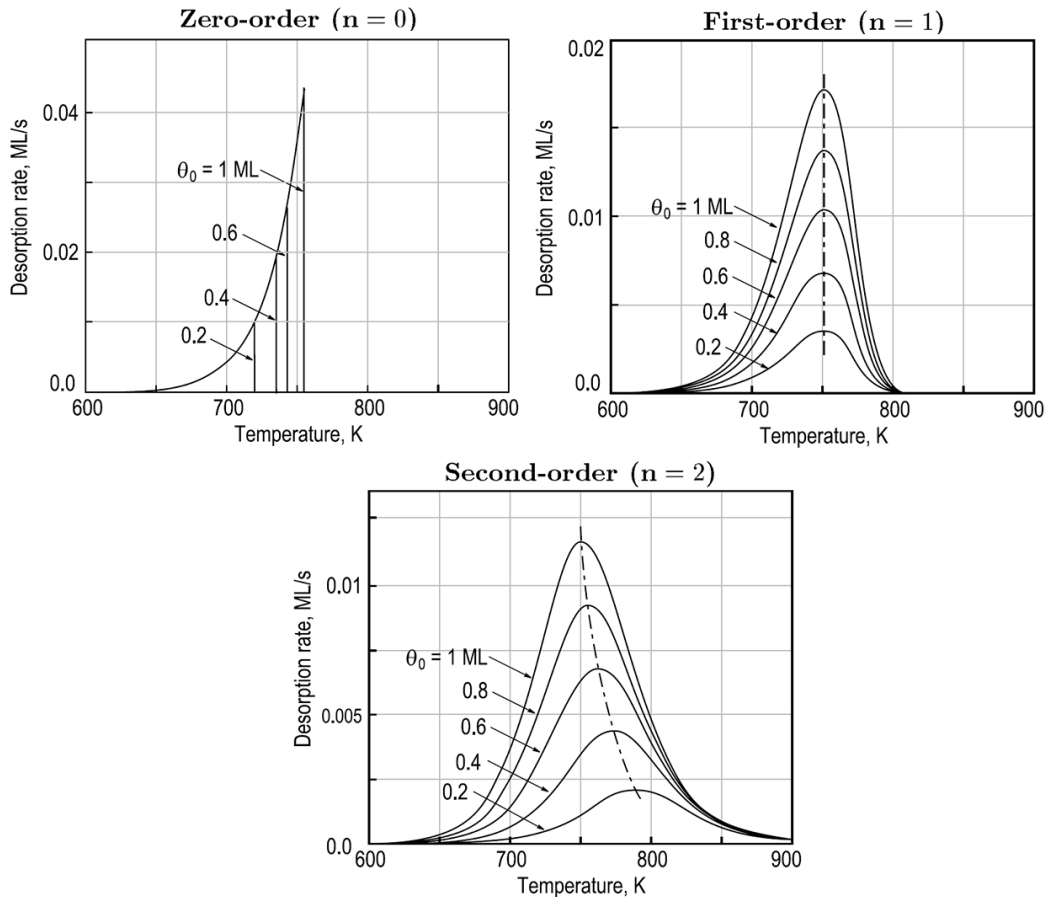 Zero-order (n = 0)
Desorption rate, ML/s
0.04
0.02
0.0
θ₀ = 1 ML
0.6
0.4
0.2
600
700
800
900
Temperature, K
First-order (n = 1)
Desorption rate, ML/s
0.02
0.01
0.0
θ₀ = 1 ML
0.8
0.6
0.4
0.2
600
700
800
900
Temperature, K
Second-order (n = 2)
Desorption rate, ML/s
0.01
0.005
0.0
θ₀ = 1 ML
0.8
0.6
0.4
0.2
600
700
800
900
Temperature, K